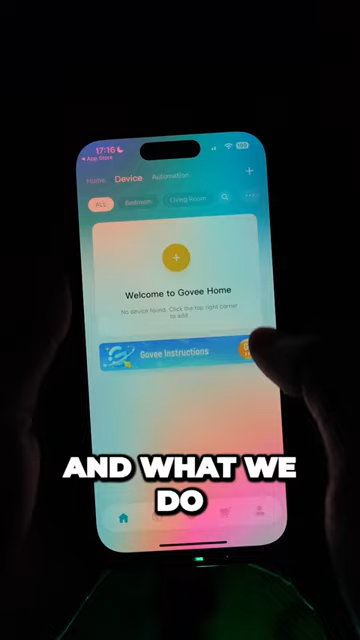 17:16
App Store
100
Home
Device
Automation
ALL
Bedroom
Living Room
Welcome to Govee Home
No device found. Click the top right corner
to add.
Govee Instructions
AND WHAT WE
DO